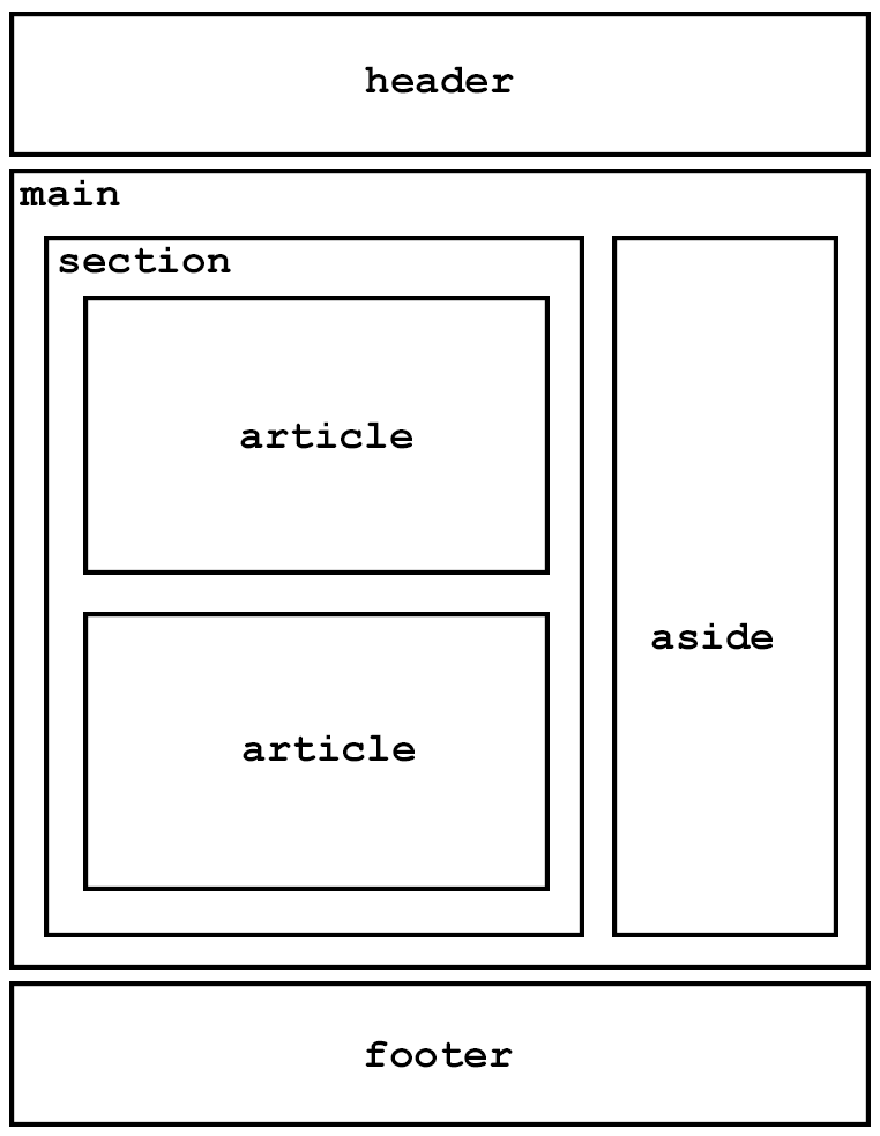 header
main
section
article
article
aside
footer